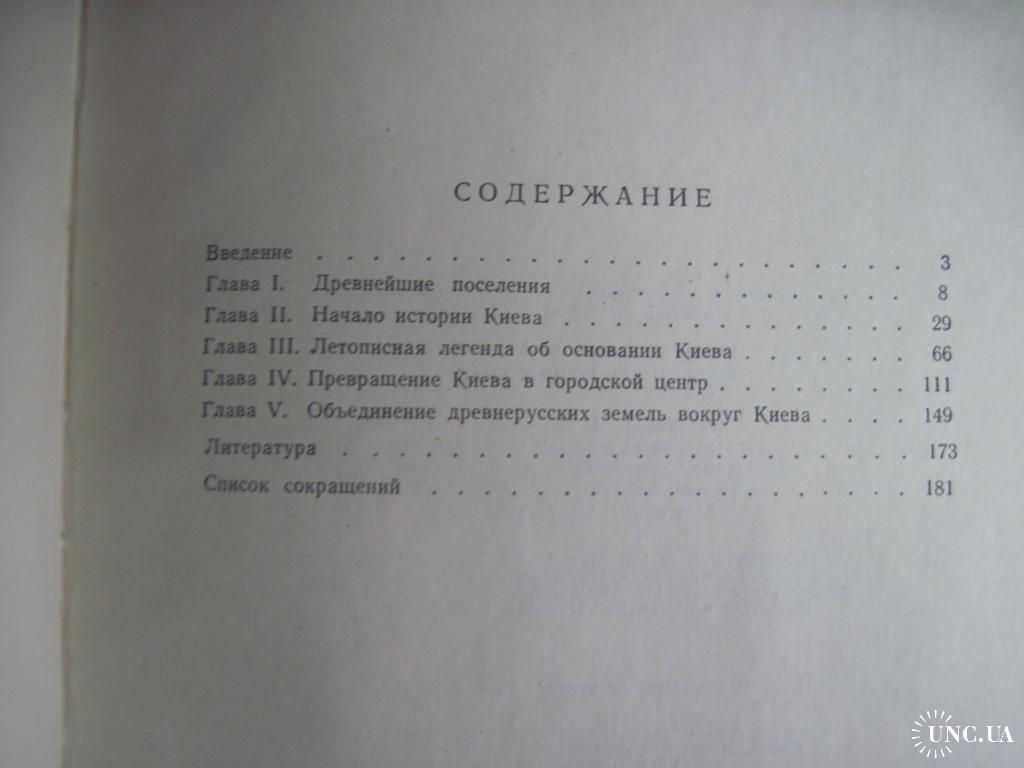 СОДЕРЖАНИЕ
Введение . . . . . . . . . . . . . . . . . . . . . . 3
Глава I. Древнейшие поселения . . . . . . . . . . . . 8
Глава II. Начало истории Киева . . . . . . . . . . . . . 29
Глава III. Летописная легенда об основании Киева . . . . . . 66
Глава IV. Превращение Киева в городской центр . . . . . . . 111
Глава V. Объединение древнерусских земель вокруг Киева . . . . 149
Литература . . . . . . . . . . . . . . . . . . . . . 173
Список сокращений . . . . . . . . . . . . . . . . . . 181
UNC.UA